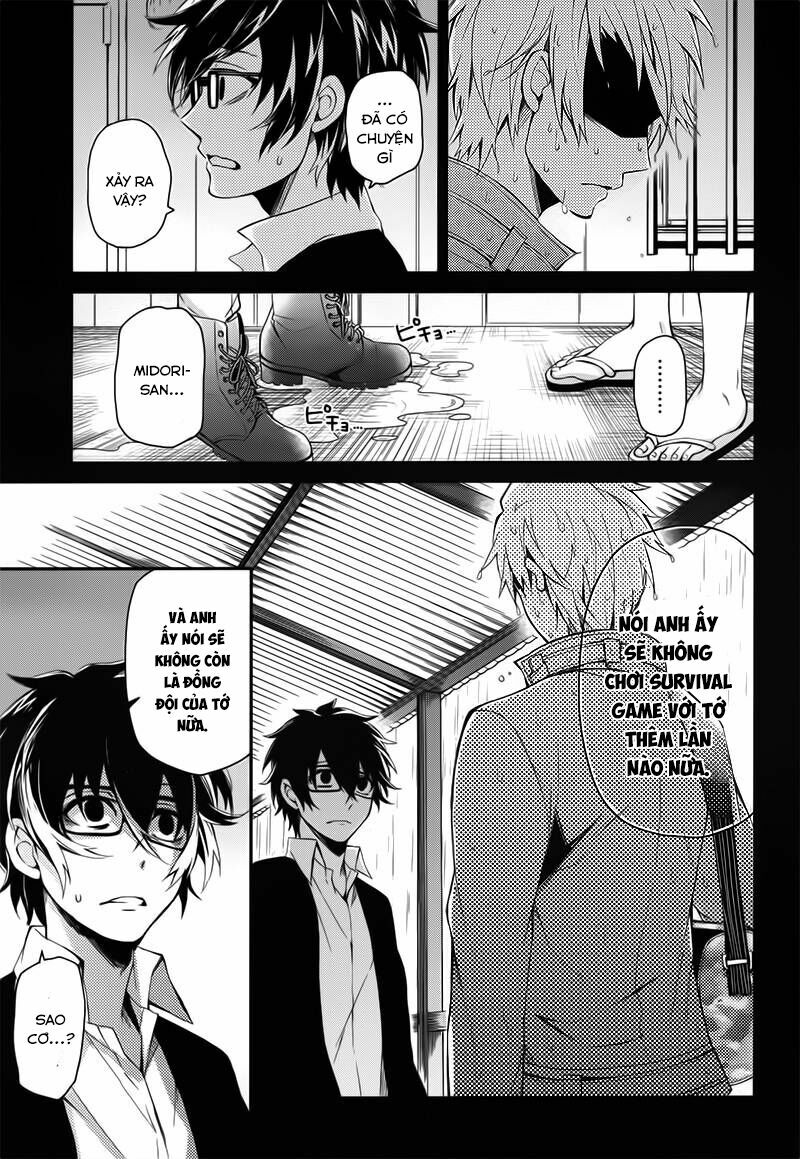 ...
ĐÃ CÓ
CHUYỆN
GÌ
XẢY RA
VẬY?
ピチョ...
ピチョ...
.........
MIDORI-
SAN...
NÓI ANH ẤY
SẼ KHÔNG
CHƠI SURVIVAL
GAME VỚI TỚ
THÊM LẦN
NAO NỮA.
VÀ ANH
ẤY NÓI SẼ
KHÔNG CÒN
LÀ ĐỒNG
ĐỘI CỦA TỚ
NỮA.
SAO
CƠ...?